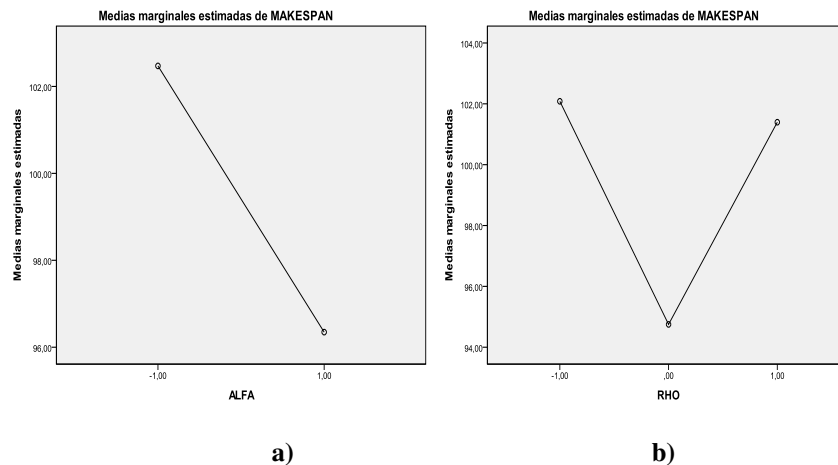 Medias marginales estimadas de MAKESPAN
Medias marginales estimadas
102,00
100,00
98,00
96,00
-1,00
1,00
ALFA
a)
Medias marginales estimadas de MAKESPAN
Medias marginales estimadas
104,00
102,00
100,00
98,00
96,00
94,00
-1,00
,00
1,00
RHO
b)